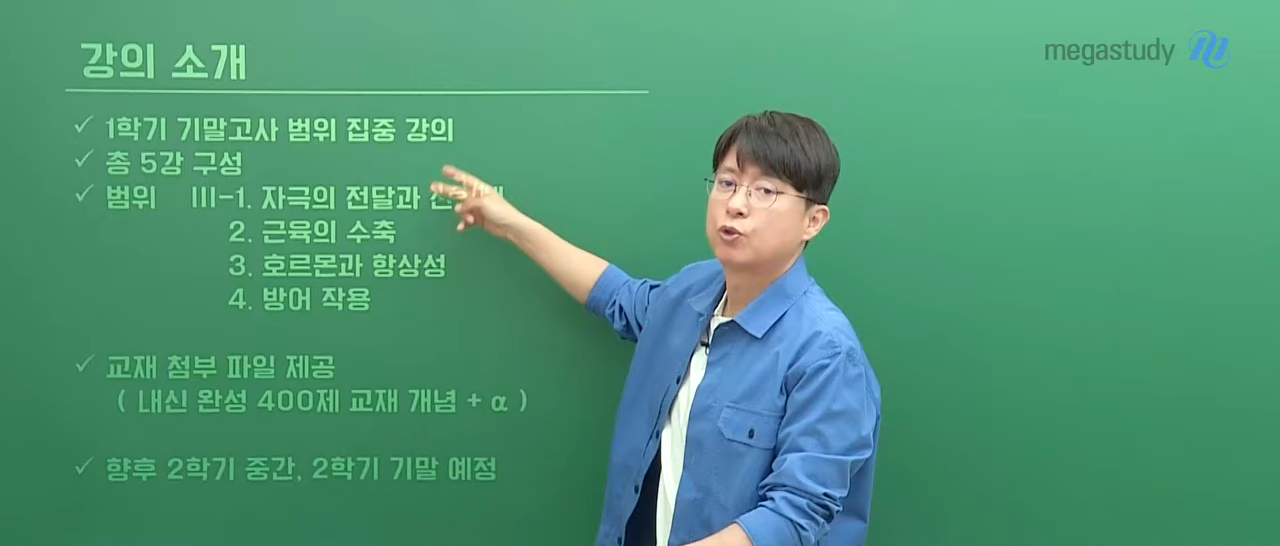 강의 소개
megastudy
✓ 1학기 기말고사 범위 집중 강의
✓ 총 5강 구성
✓ 범위 III-1. 자극의 전달과
2. 근육의 수축
3. 호르몬과 항상성
4. 방어 작용
✓ 교재 첨부 파일 제공
( 내신 완성 400제 교재 개념 + α )
✓ 향후 2학기 중간, 2학기 기말 예정